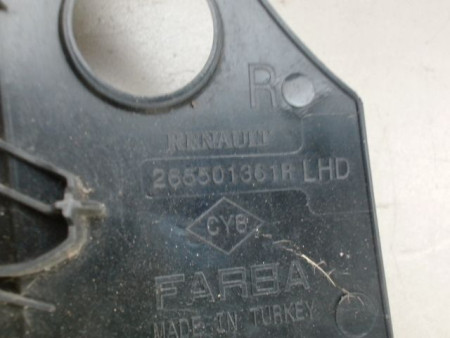 R
RENAULT
265501361R LHD
CYB
FARBA
MADE IN TURKEY